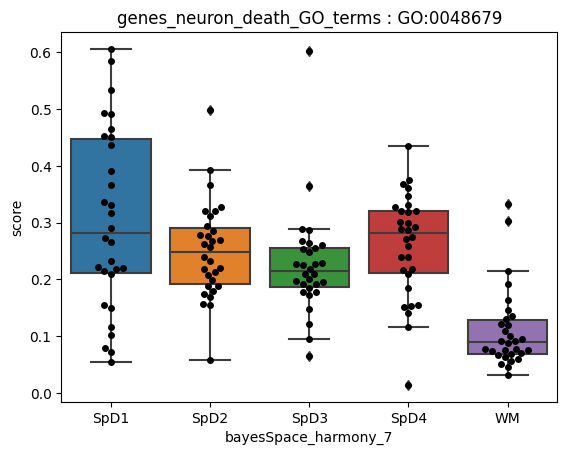 genes_neuron_death_GO_terms : GO:0048679
score
0.6
0.5
0.4
0.3
0.2
0.1
0.0
SpD1 SpD2 SpD3 SpD4 WM
bayesSpace_harmony_7